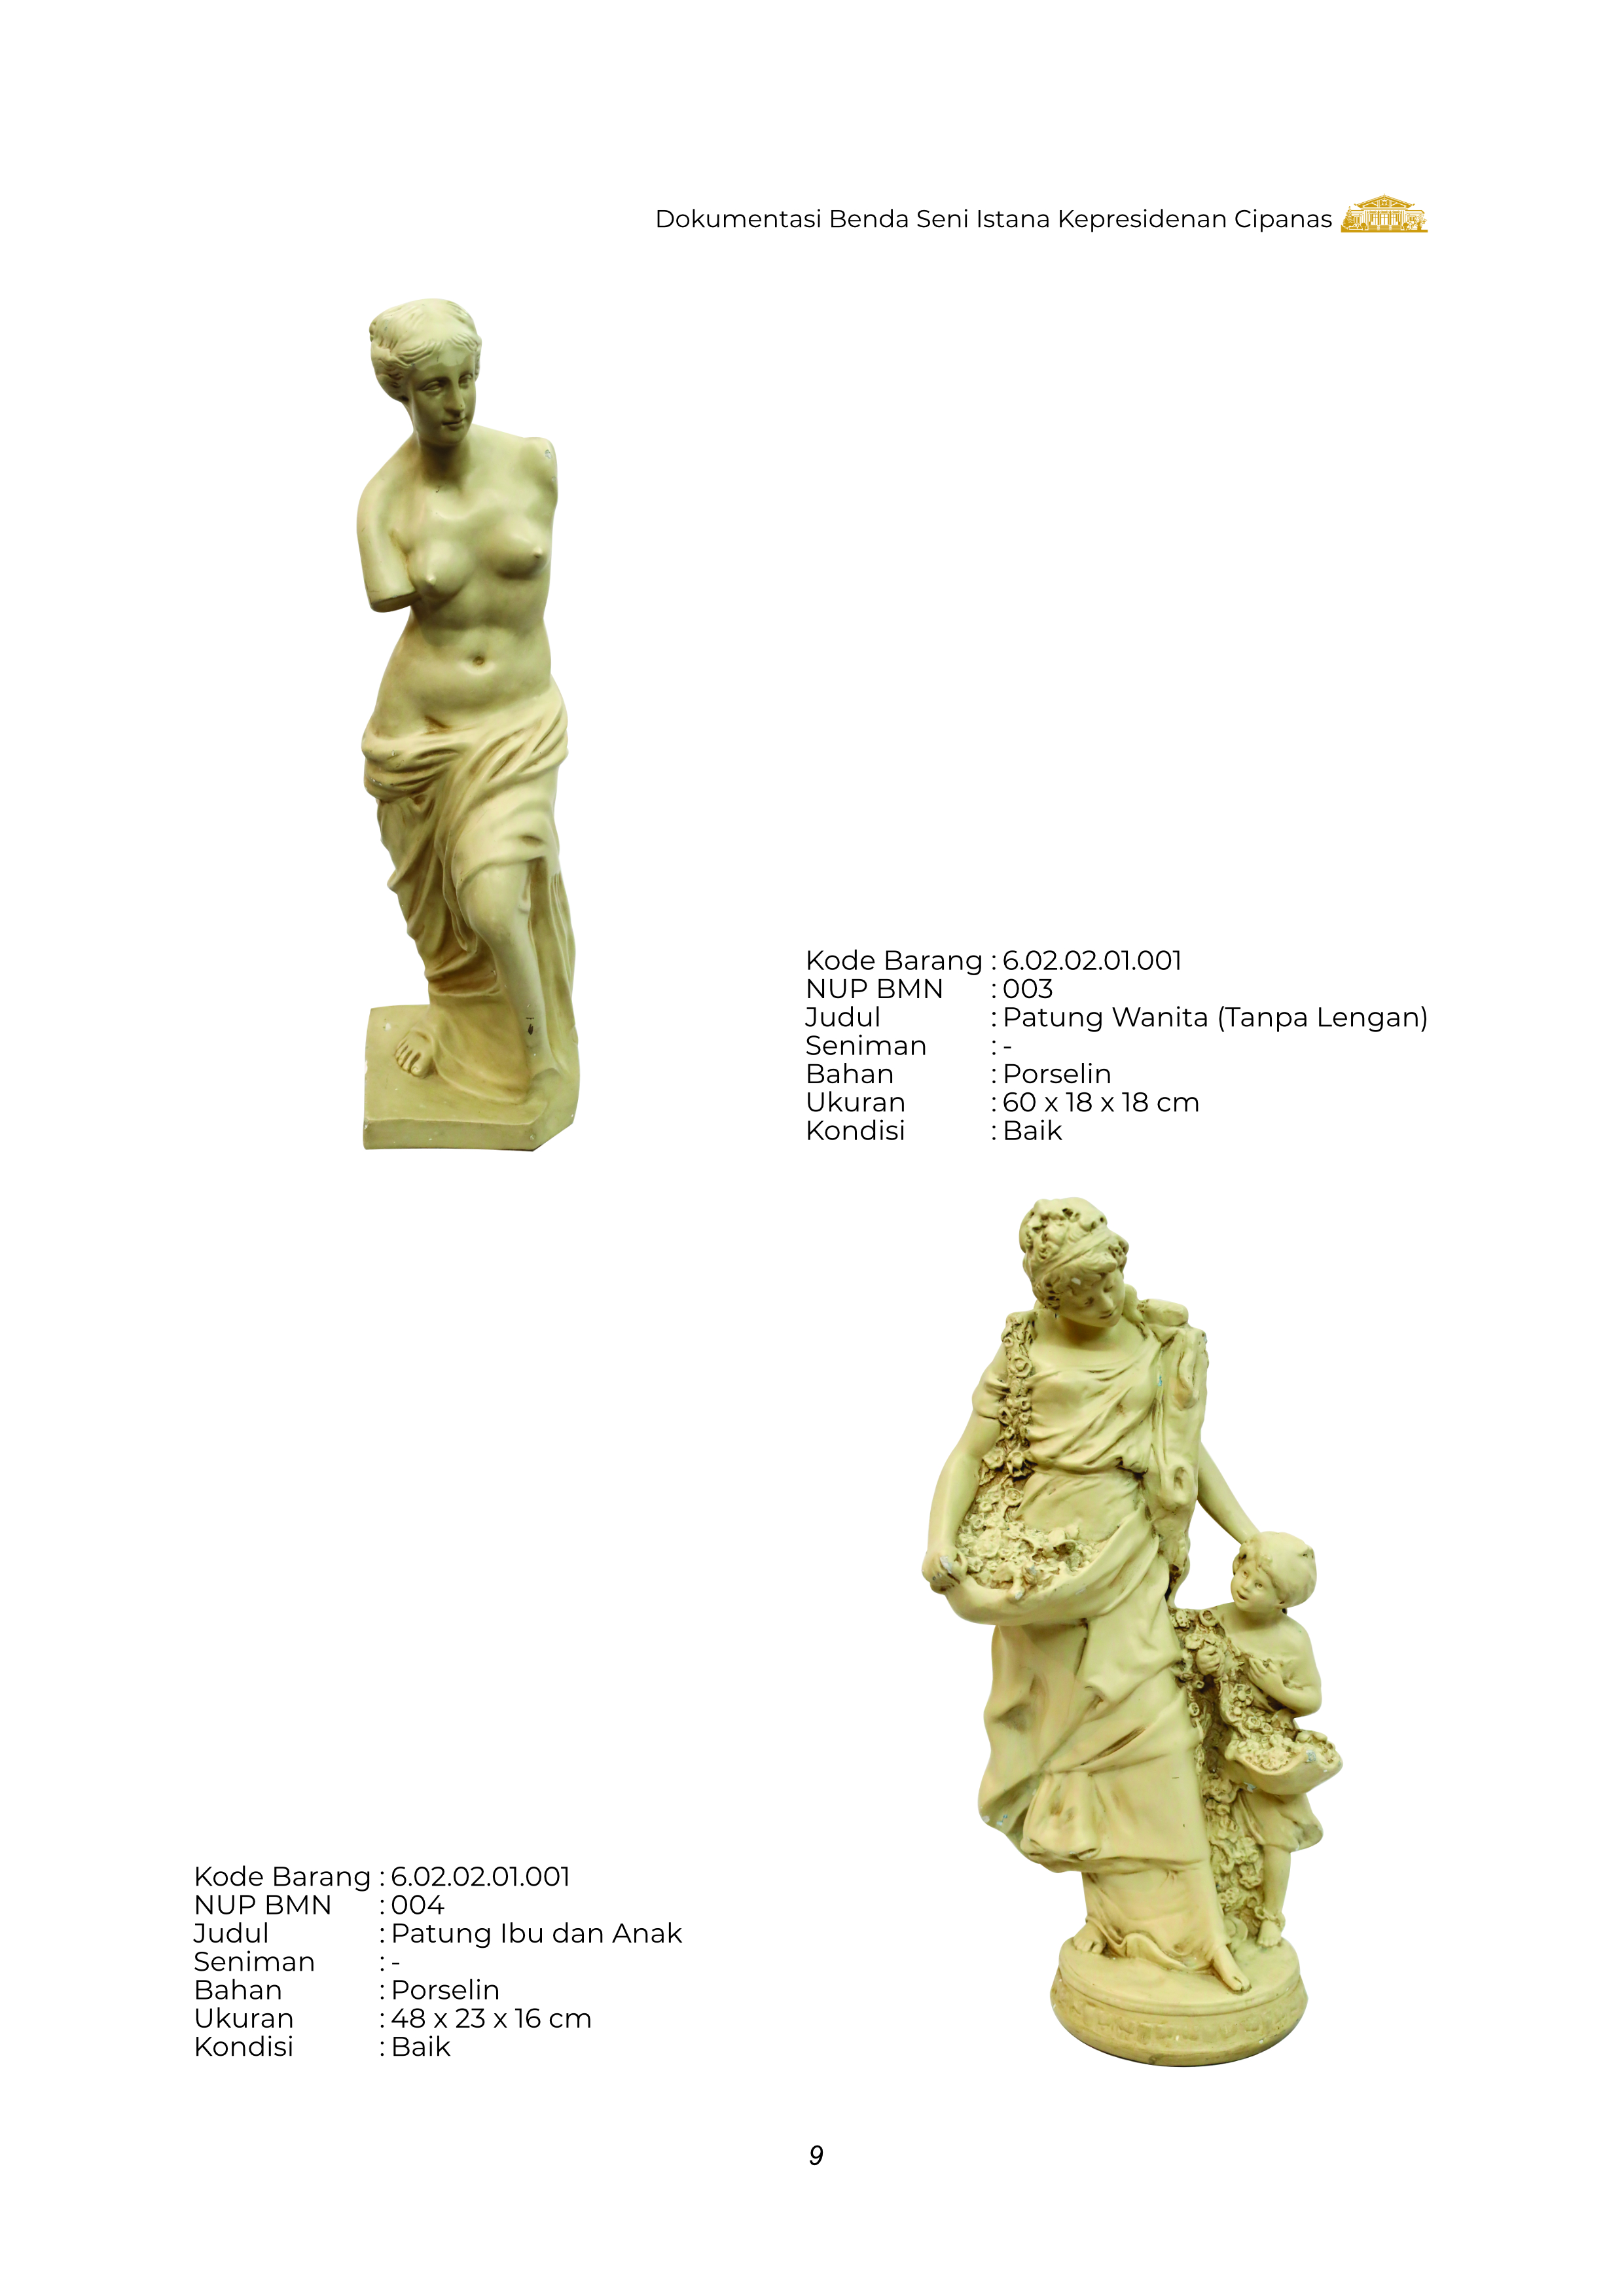 Dokumentasi Benda Seni Istana Kepresidenan Cipanas
Kode Barang : 6.02.02.01.001
NUP BMN : 003
Judul : Patung Wanita (Tanpa Lengan)
Seniman : -
Bahan : Porselin
Ukuran : 60 x 18 x 18 cm
Kondisi : Baik
Kode Barang : 6.02.02.01.001
NUP BMN : 004
Judul : Patung Ibu dan Anak
Seniman : -
Bahan : Porselin
Ukuran : 48 x 23 x 16 cm
Kondisi : Baik
9